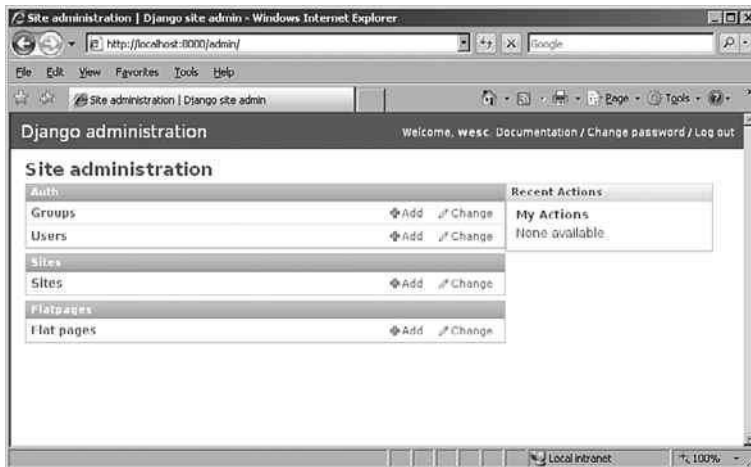 Site administration | Django site admin - Windows Internet Explorer
http://localhost:8000/admin/
Google
File Edit View Favorites Tools Help
Site administration | Django site admin
Page Tools
Django administration
Welcome, wesc. Documentation / Change password / Log out
Site administration
Auth
Recent Actions
Groups Add Change
My Actions
Users Add Change
None available
Sites
Sites Add Change
Flatpages
Flat pages Add Change
Local intranet 100%